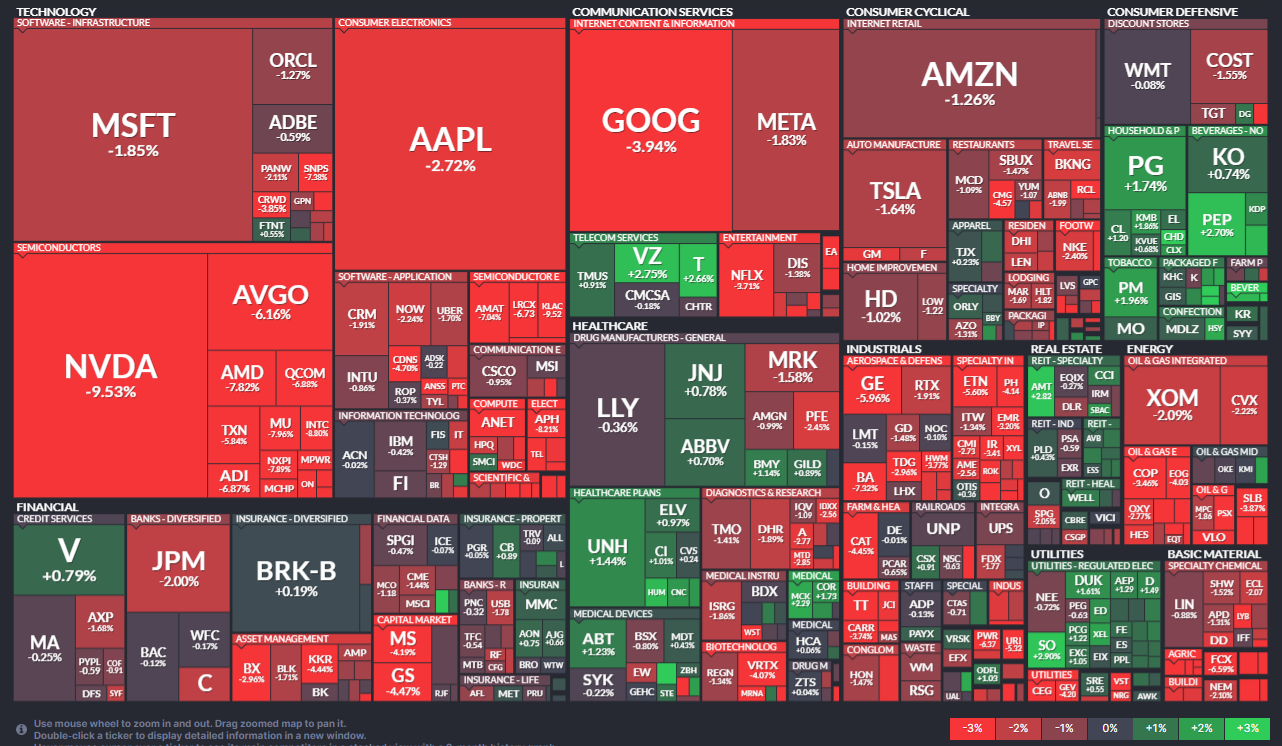 TECHNOLOGY
SOFTWARE - INFRASTRUCTURE
MSFT
-1.85%
ORCL
-1.27%
ADBE
-0.59%
PANW
-2.11%
SNPS
-7.38%
CRWD
-3.85%
GPN
FTNT
+0.55%
CONSUMER ELECTRONICS
AAPL
-2.72%
SEMICONDUCTORS
NVDA
-9.53%
AVGO
-6.16%
AMD
-7.82%
QCOM
-6.88%
TXN
-5.84%
MU
-7.96%
INTC
-8.80%
ADI
-6.87%
NXPI
-7.89%
MPWR
MCHP
ON
SOFTWARE - APPLICATION
CRM
-1.91%
NOW
-2.24%
UBER
-1.70%
INTU
-0.86%
CDNS
-4.70%
ADSK
-0.22
ROP
-0.37%
ANSS
PTC
TYL
SEMICONDUCTOR E
AMAT
-7.04%
LRCX
-6.73
KLAC
-9.52
COMMUNICATION E
CSCO
-0.95%
MSI
INFORMATION TECHNOLOG
ACN
-0.02%
IBM
-0.42%
FIS
IT
CTSH
-1.29
FI
BR
COMPUTE
ANET
HPQ
SMCI
WDC
ELECT
APH
-8.21%
TEL
SCIENTIFIC &
COMMUNICATION SERVICES
INTERNET CONTENT & INFORMATION
GOOG
-3.94%
META
-1.83%
TELECOM SERVICES
TMUS
+0.91%
VZ
+2.75%
T
+2.66%
CMCSA
-0.18%
CHTR
ENTERTAINMENT
NFLX
-3.71%
DIS
-1.38%
EA
CONSUMER CYCLICAL
INTERNET RETAIL
AMZN
-1.26%
AUTO MANUFACTURE
TSLA
-1.64%
GM
F
RESTAURANTS
MCD
-1.09%
SBUX
-1.47%
CMG
-4.57
YUM
-1.07
TRAVEL SE
BKNG
ABNB
-1.99
RCL
HOME IMPROVEMEN
HD
-1.02%
LOW
-1.22
APPAREL
TJX
+0.23%
RESIDEN
DHI
LEN
FOOTW
NKE
-2.40%
SPECIALTY
ORLY
AZO
-1.31%
BBY
LODGING
MAR
-1.69
HLT
-1.82
LVS
GPC
PACKAGI
IP
CONSUMER DEFENSIVE
DISCOUNT STORES
WMT
-0.08%
COST
-1.55%
TGT
DG
HOUSEHOLD & P
PG
+1.74%
CL
+1.20
KMB
+1.86%
KVUE
+0.68%
EL
CHD
CLX
BEVERAGES - NO
KO
+0.74%
PEP
+2.70%
KDP
TOBACCO
PM
+1.96%
MO
PACKAGED F
KHC
K
GIS
FARM P
BEVER
CONFECTION
MDLZ
HSY
KR
SYY
HEALTHCARE
DRUG MANUFACTURERS - GENERAL
LLY
-0.36%
JNJ
+0.78%
ABBV
+0.70%
MRK
-1.58%
AMGN
-0.99%
PFE
-2.45%
BMY
+1.14%
GILD
+0.89%
HEALTHCARE PLANS
UNH
+1.44%
ELV
+0.97%
CI
+1.01%
CVS
+0.24
HUM
CNC
DIAGNOSTICS & RESEARCH
TMO
-1.41%
DHR
-1.89%
IQV
-1.09
IDXX
-2.56
A
-2.77
MTD
-2.85
MEDICAL DEVICES
ABT
+1.23%
BSX
-0.80%
MDT
+0.43%
SYK
-0.22%
EW
ZBH
GEHC
STE
MEDICAL INSTRU
ISRG
-1.86%
BDX
WST
MEDICAL
MCK
+2.29
COR
+1.73
MEDICAL
HCA
+0.06%
BIOTECHNOLOG
REGN
-1.34%
VRTX
-4.07%
MRNA
DRUG M
ZTS
+0.04%
INDUSTRIALS
AEROSPACE & DEFENS
GE
-5.96%
RTX
-1.91%
LMT
-0.15%
GD
-1.48%
NOC
-0.10%
BA
-7.32%
TDG
-2.96%
HWM
-3.77%
LHX
SPECIALTY IN
ETN
-5.60%
PH
-4.14
ITW
-1.34%
EMR
-3.20%
CMI
-2.73
IR
-3.41
XYL
AME
-2.56
ROK
OTIS
+0.36
FARM & HEA
CAT
-4.45%
DE
-0.01%
PCAR
-0.65%
RAILROADS
UNP
CSX
+0.91
NSC
-0.63
INTEGRA
UPS
FDX
-1.77
BUILDING
TT
JCI
CARR
-3.74%
MAS
STAFFI
ADP
-0.13%
PAYX
SPECIAL
CTAS
-0.71
INDUS
VRSK
PWR
-6.37
URI
-5.32
EFX
CONGLOM
HON
-1.47%
WASTE
WM
RSG
ODFL
+1.03
UAL
REAL ESTATE
REIT - SPECIALTY
AMT
+2.82
EQIX
+0.27%
CCI
IRM
DLR
SBAC
REIT - IND
PLD
+0.43%
PSA
-0.59
EXR
REIT -
AVB
ESS
REIT - HEAL
WELL
O
SPG
-2.05%
CBRE
VICI
CSGP
ENERGY
OIL & GAS INTEGRATED
XOM
-2.09%
CVX
-2.22%
OIL & GAS E
COP
-3.46%
EOG
-4.03
OXY
-2.77%
HES
EQT
OIL & GAS MID
OKE
KMI
OIL & G
MPC
-1.86
PSX
VLO
SLB
-3.87%
UTILITIES
UTILITIES - REGULATED ELEC
NEE
-0.72%
DUK
+1.61%
AEP
+1.29
D
+1.49
SO
+2.90%
PEG
-0.63
ED
PCG
+1.22
XEL
FE
ES
EXC
+1.05
EIX
PPL
UTILITIES
CEG
GEV
-4.20
SRE
+0.55
VST
NRG
AWK
BASIC MATERIAL
SPECIALTY CHEMICAL
LIN
-0.88%
SHW
-1.22%
ECL
-2.07
APD
-1.31%
LYB
DD
IFF
AGRIC
BUILDI
FCX
-6.59%
NEM
-2.10%
FINANCIAL
CREDIT SERVICES
V
+0.79%
MA
-0.25%
AXP
-1.68%
PYPL
-0.59
COF
-0.91
DFS
SYF
BANKS - DIVERSIFIED
JPM
-2.00%
BAC
-0.12%
WFC
-0.17%
C
INSURANCE - DIVERSIFIED
BRK-B
+0.19%
ASSET MANAGEMENT
BX
-2.96%
BLK
-1.71%
KKR
-4.44%
AMP
BK
FINANCIAL DATA
SPGI
-0.47%
ICE
-0.07%
MCO
-1.18
CME
-1.44%
MSCI
CAPITAL MARKET
MS
-4.19%
GS
-4.47%
RJF
INSURANCE - PROPERT
PGR
+0.05%
CB
+0.89
TRV
-0.09
ALL
L
BANKS - R
PNC
-0.32
USB
-1.78
TFC
-0.54
RF
MTB
CFG
INSURAN
MMC
AON
+0.75
AJG
+0.66
BRO
WTW
INSURANCE - LIFE
AFL
MET
PRU
Use mouse wheel to zoom in and out. Drag zoomed map to pan it.
Double-click a ticker to display detailed information in a new window.
-3%
-2%
-1%
0%
+1%
+2%
+3%